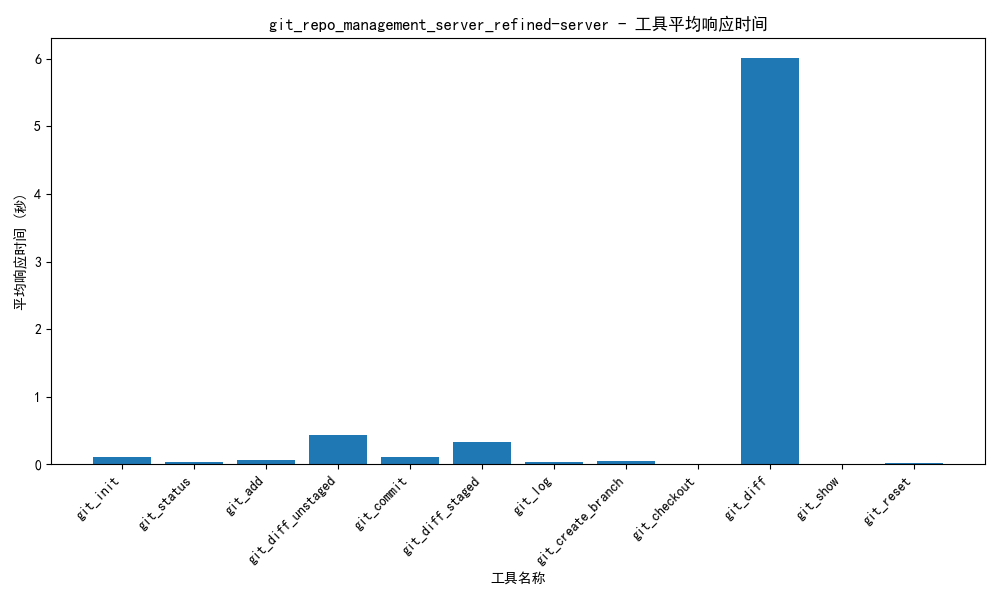 git_repo_management_server_refined-server - 工具平均响应时间
平均响应时间 (秒)
6
5
4
3
2
1
0
git_init
git_status
git_add
git_diff_unstaged
git_commit
git_diff_staged
git_log
git_create_branch
git_checkout
git_diff
git_show
git_reset
工具名称